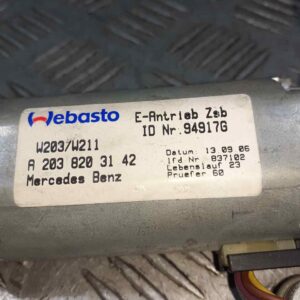 Webasto
E-Antrieb Zsb
ID Nr.94917G
W203/W211
A 203 820 31 42
Mercedes Benz
Datum: 13.09.06
lfd Nr: 837102
Lebenslauf 23
Pruefer 60